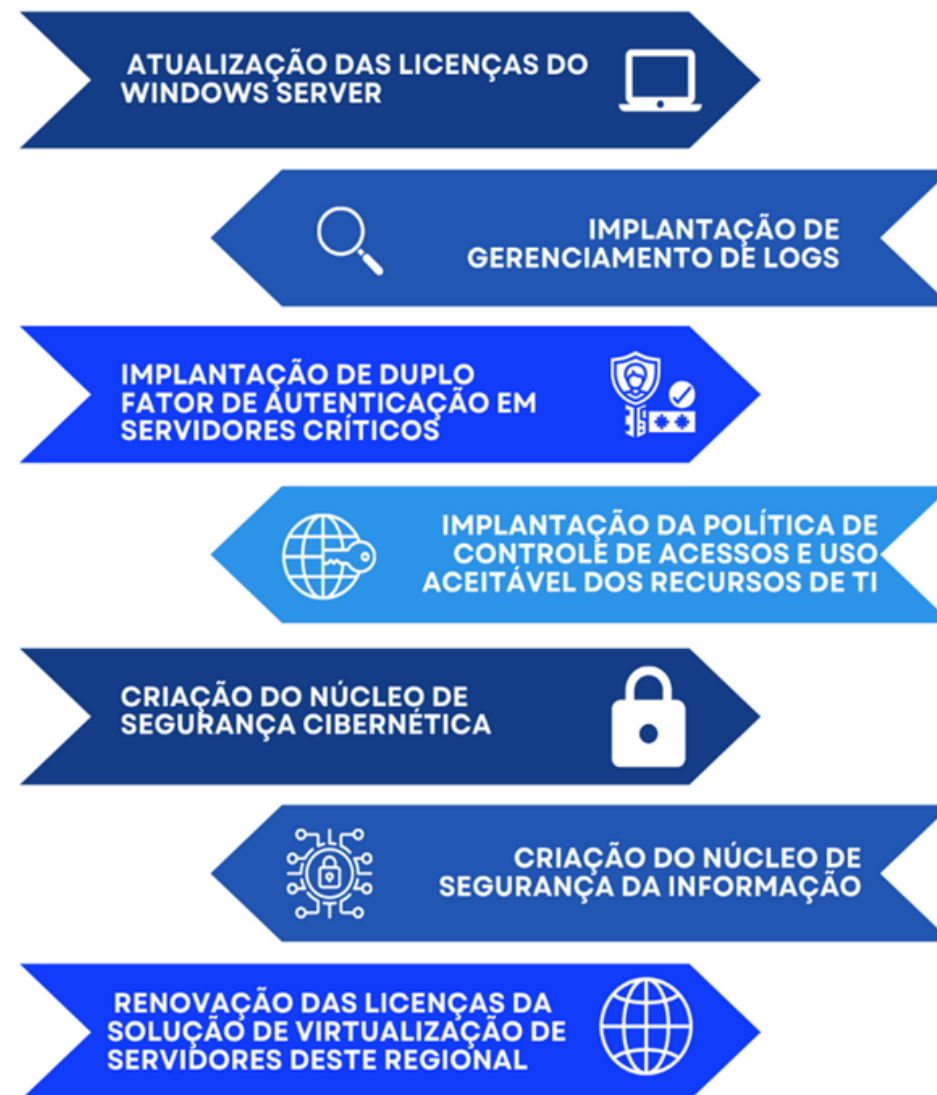 ATUALIZAÇÃO DAS LICENÇAS DO
WINDOWS SERVER
IMPLANTAÇÃO DE
GERENCIAMENTO DE LOGS
IMPLANTAÇÃO DE DUPLO
FATOR DE AUTENTICAÇÃO EM
SERVIDORES CRÍTICOS
IMPLANTAÇÃO DA POLÍTICA DE
CONTROLE DE ACESSOS E USO
ACEITÁVEL DOS RECURSOS DE TI
CRIAÇÃO DO NÚCLEO DE
SEGURANÇA CIBERNÉTICA
CRIAÇÃO DO NÚCLEO DE
SEGURANÇA DA INFORMAÇÃO
RENOVAÇÃO DAS LICENÇAS DA
SOLUÇÃO DE VIRTUALIZAÇÃO DE
SERVIDORES DESTE REGIONAL